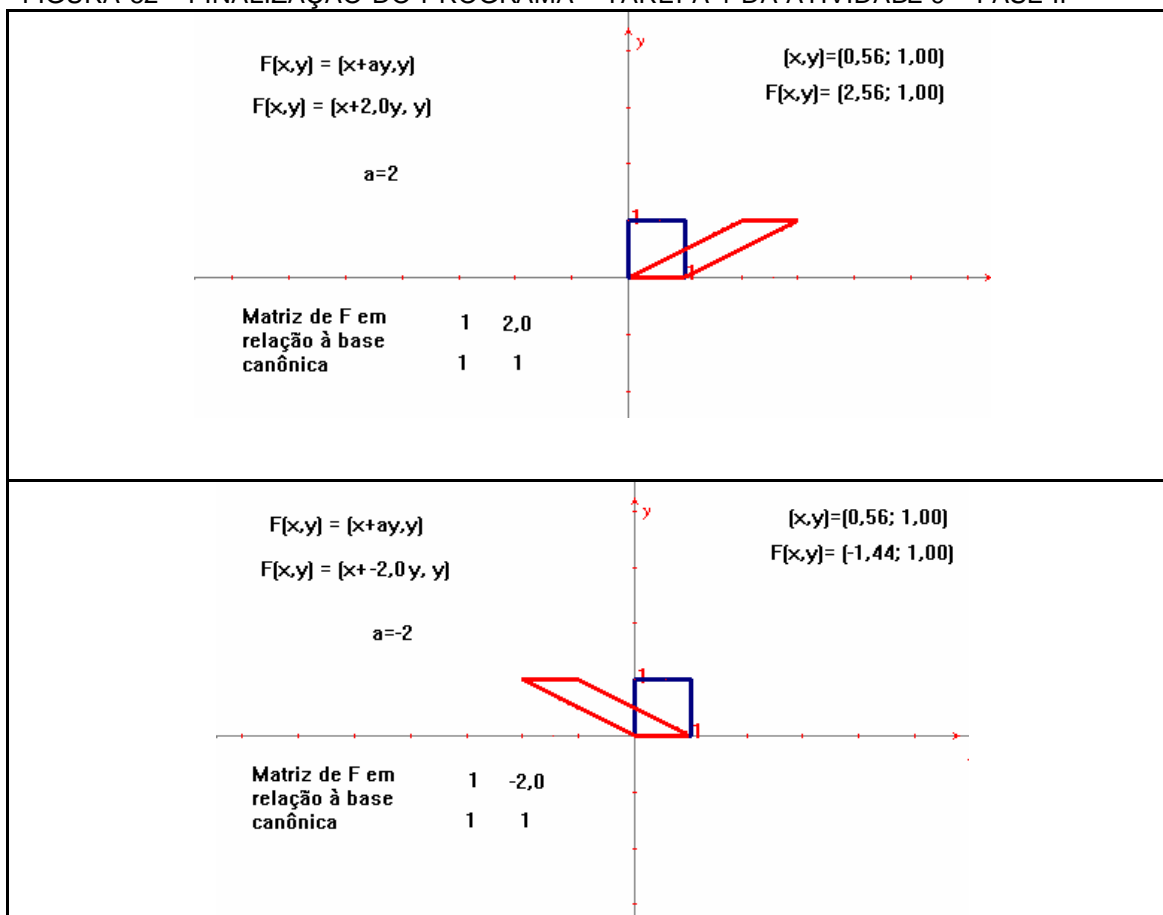 F(x,y) = (x+ay,y)
F(x,y) = (x+2,0y, y)
a=2
y
(x,y)=(0,56; 1,00)
F(x,y)= (2,56; 1,00)
1
1
Matriz de F em
relação à base
canônica
1 2,0
1 1
F(x,y) = (x+ay,y)
F(x,y) = (x+-2,0y, y)
a=-2
y
(x,y)=(0,56; 1,00)
F(x,y)= (-1,44; 1,00)
1
1
Matriz de F em
relação à base
canônica
1 -2,0
1 1